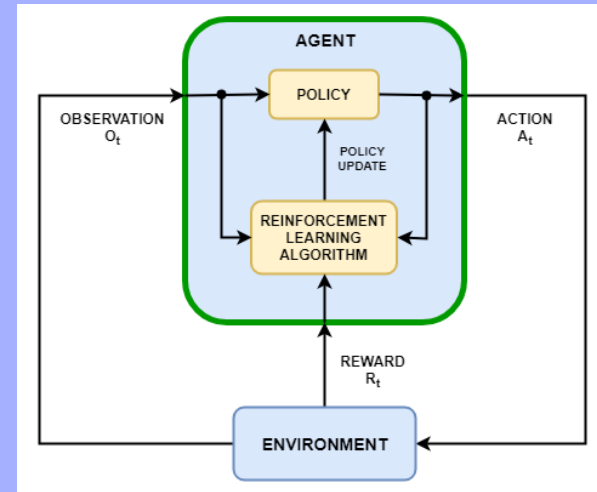 AGENT
POLICY
OBSERVATION
Ot
ACTION
At
POLICY
UPDATE
REINFORCEMENT
LEARNING
ALGORITHM
REWARD
Rt
ENVIRONMENT